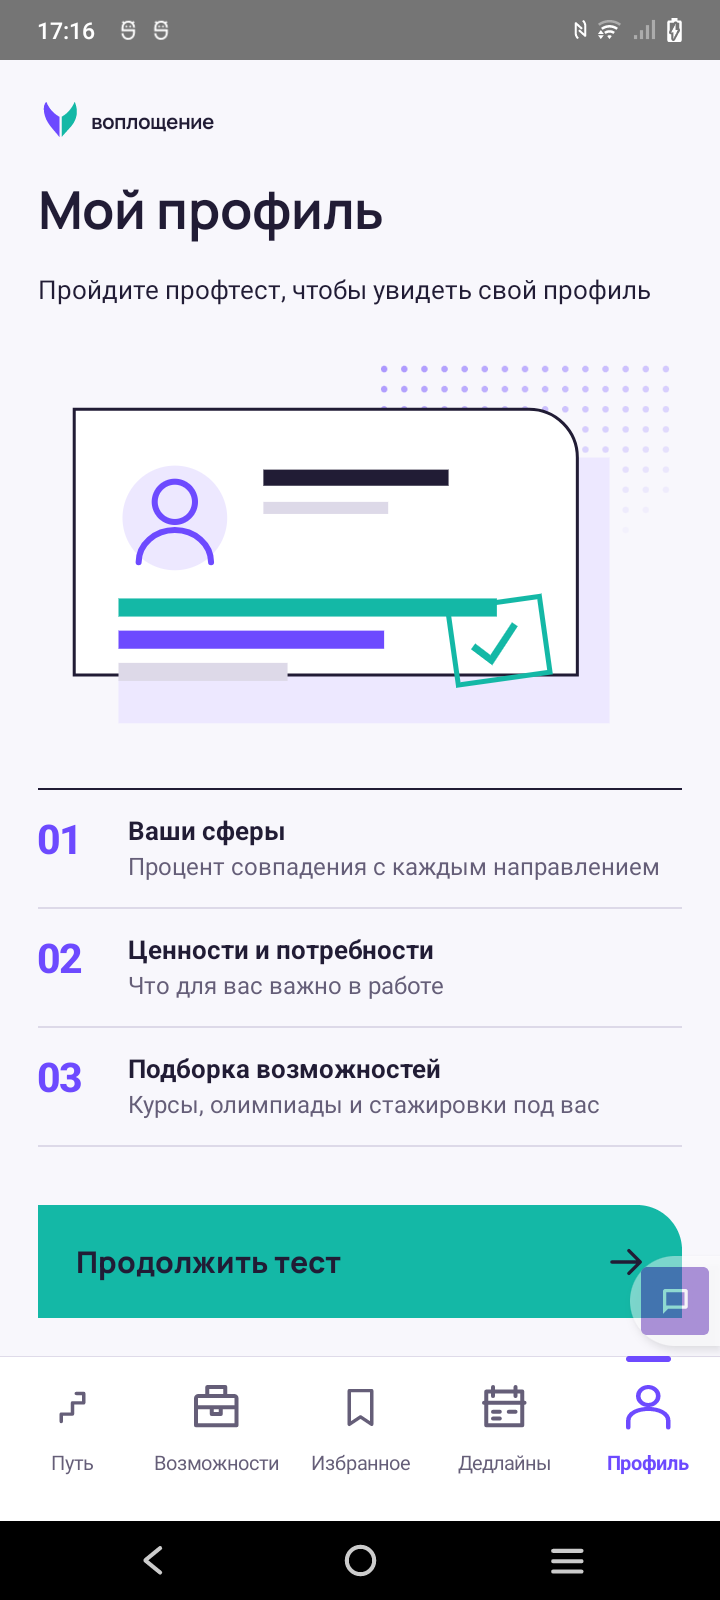 17:16
воплощение
Мой профиль
Пройдите профтест, чтобы увидеть свой профиль
01
Ваши сферы
Процент совпадения с каждым направлением
02
Ценности и потребности
Что для вас важно в работе
03
Подборка возможностей
Курсы, олимпиады и стажировки под вас
Продолжить тест
Путь
Возможности
Избранное
Дедлайны
Профиль